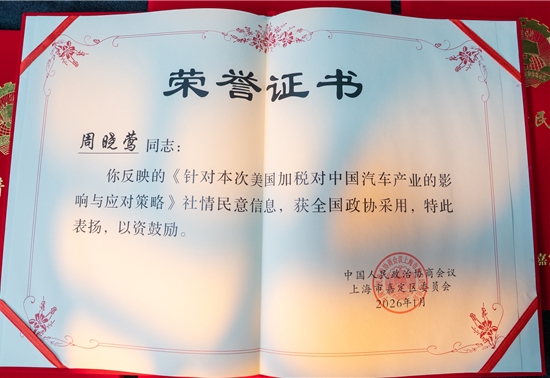 荣誉证书
周晓莺 同志：
你反映的《针对本次美国加税对中国汽车产业的影
响与应对策略》社情民意信息，获全国政协采用，特此
表扬，以资鼓励。
中国人民政治协商会议
上海市嘉定区委员会
2026年1月